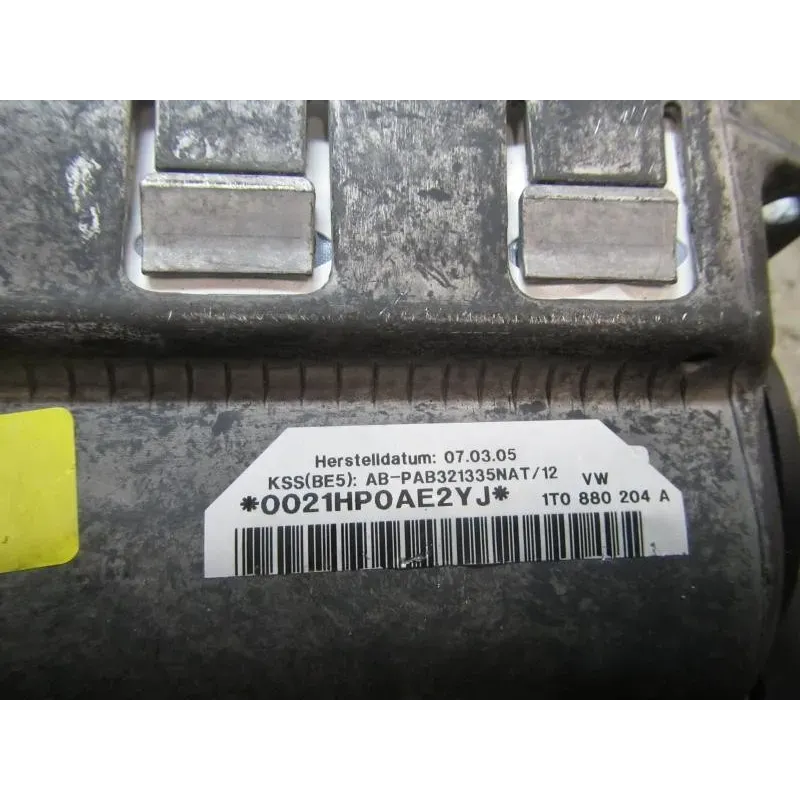 Herstelldatum: 07.03.05
KSS(BE5): AB-PAB321335NAT/12 VW
*0021HP0AE2YJ* 1T0 880 204 A